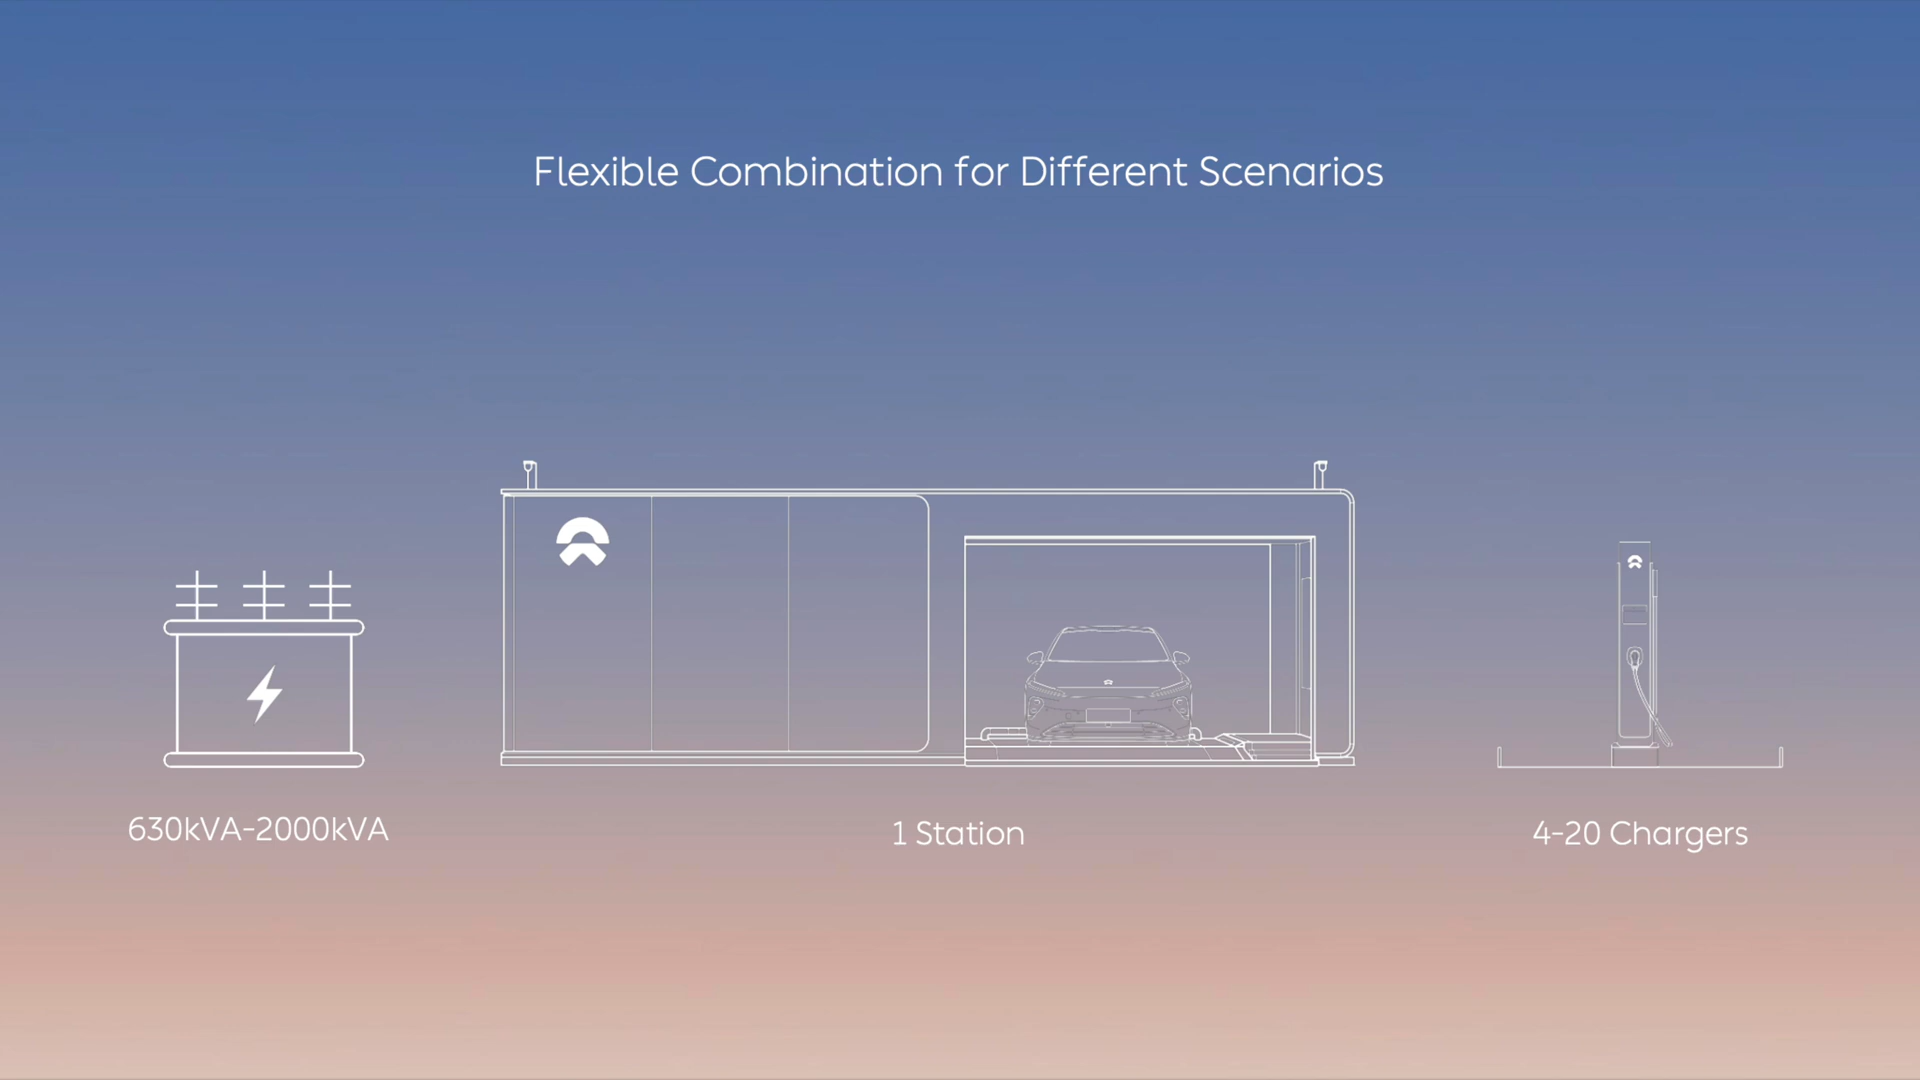 Flexible Combination for Different Scenarios
630kVA-2000kVA
1 Station
4-20 Chargers